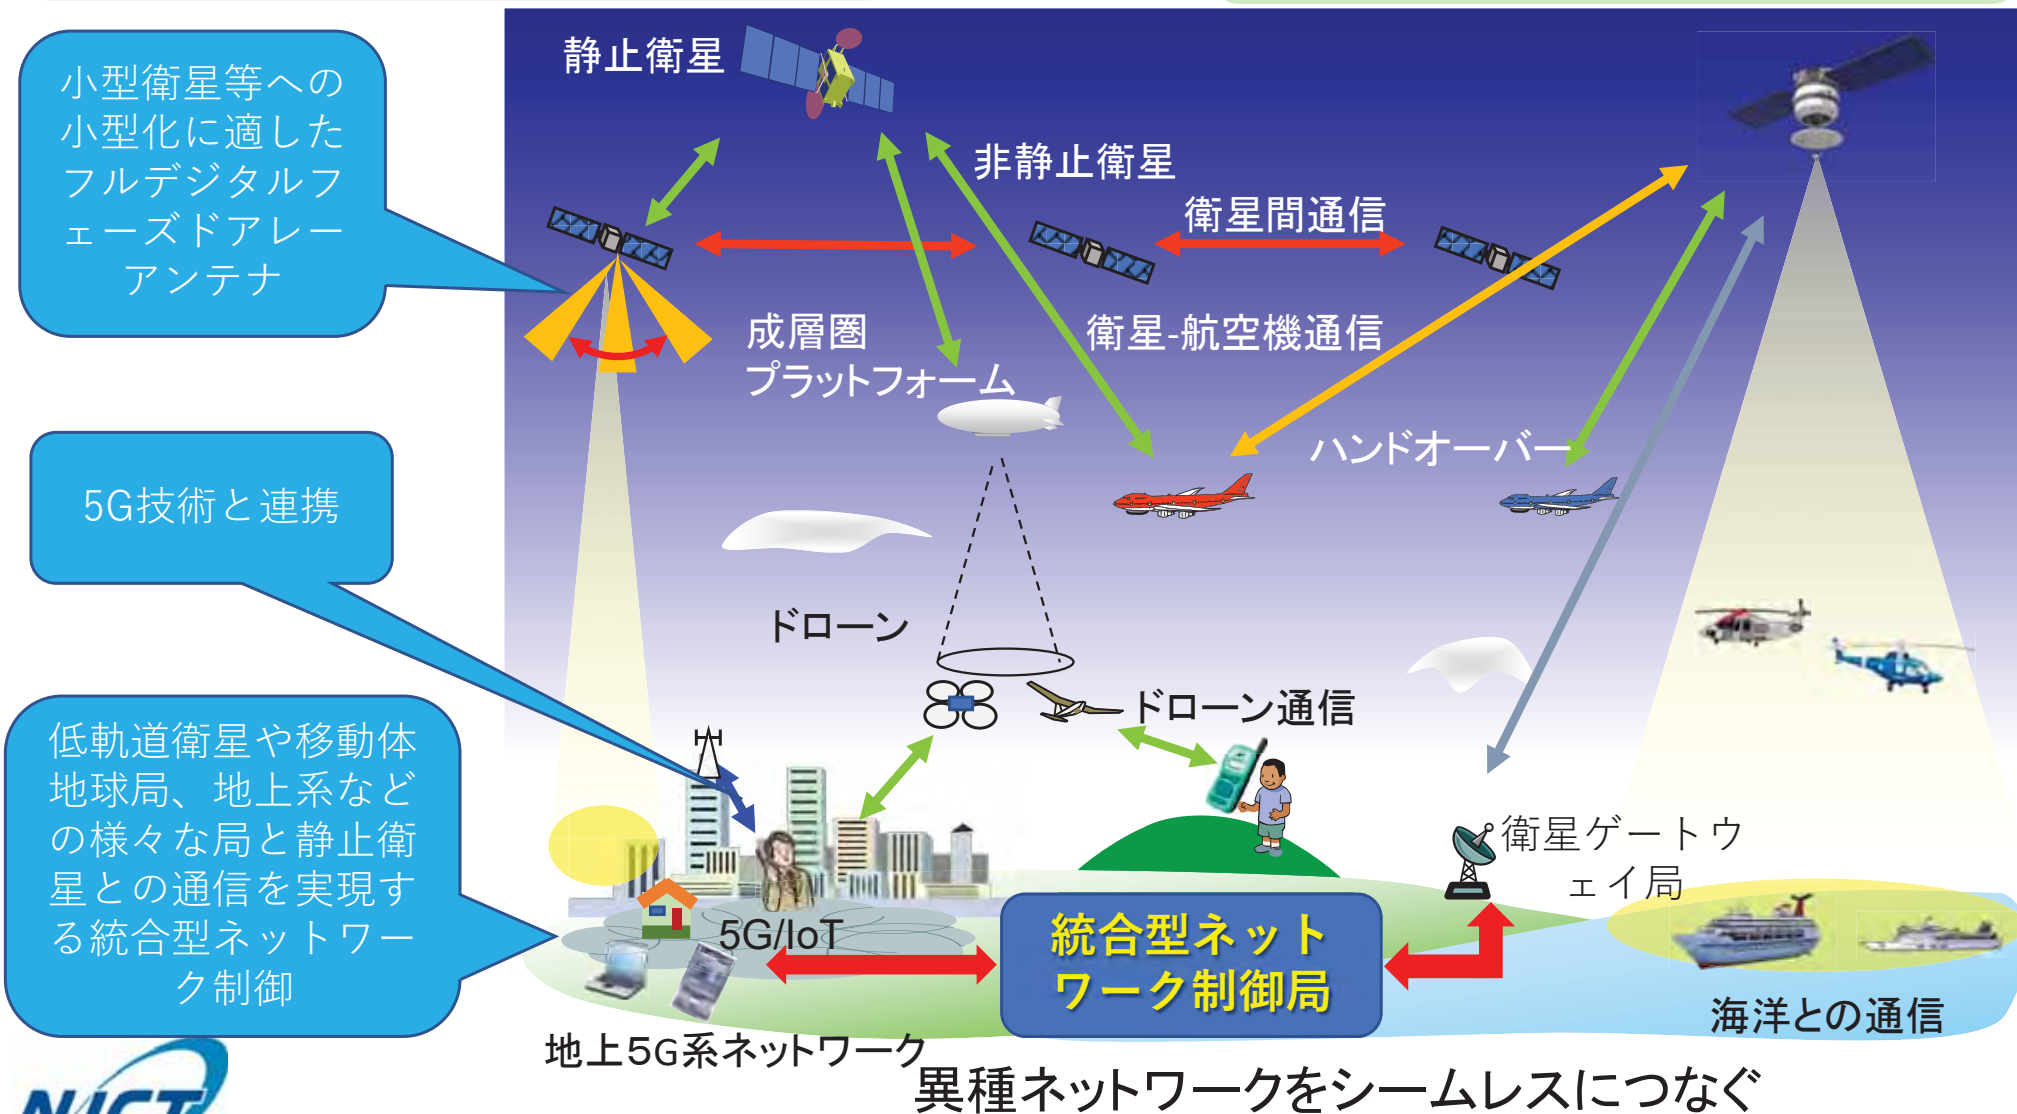 静止衛星
小型衛星等への
小型化に適した
フルデジタルフ
ェーズドアレー
アンテナ
非静止衛星
衛星間通信
成層圏
プラットフォーム
衛星-航空機通信
ハンドオーバー
5G技術と連携
ドローン
ドローン通信
低軌道衛星や移動体
地球局、地上系など
の様々な局と静止衛
星との通信を実現す
る統合型ネットワー
ク制御
衛星ゲートウ
ェイ局
5G/IoT
統合型ネット
ワーク制御局
海洋との通信
地上5G系ネットワーク
異種ネットワークをシームレスにつなぐ
NICT